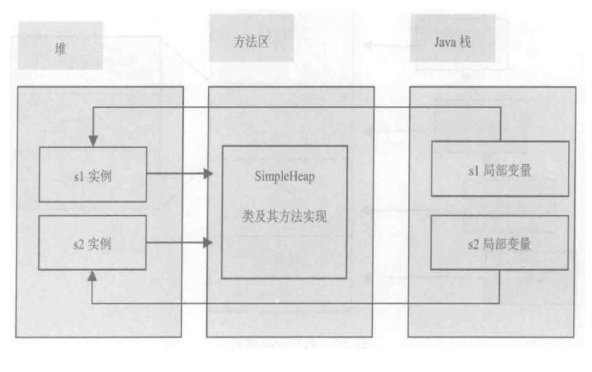 堆
方法区
Java 栈
s1 实例
s2 实例
SimpleHeap
类及其方法实现
s1 局部变量
s2 局部变量